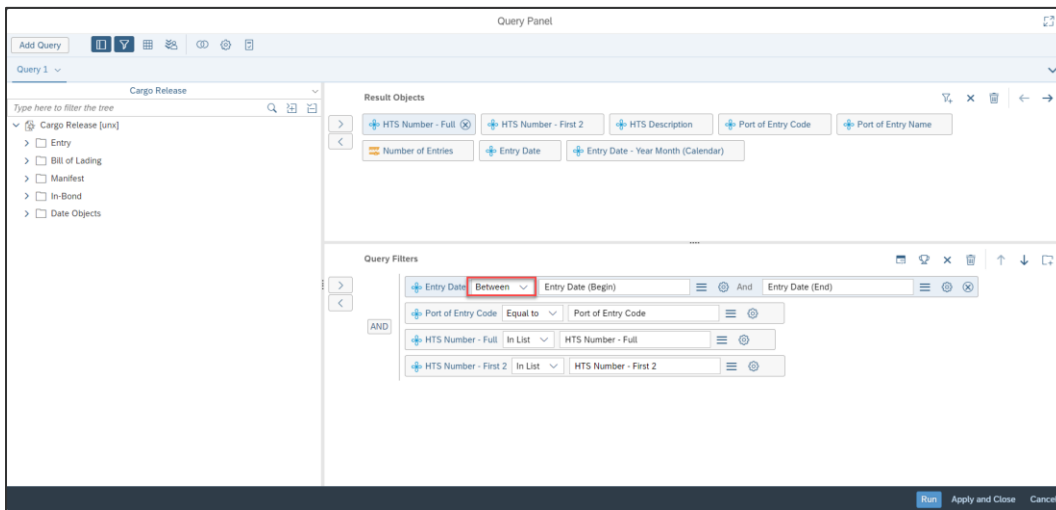 Query Panel
Add Query
Query 1
Cargo Release
Type here to filter the tree
Cargo Release [unx]
Entry
Bill of Lading
Manifest
In-Bond
Date Objects
Result Objects
HTS Number - Full HTS Number - First 2 HTS Description Port of Entry Code Port of Entry Name
Number of Entries Entry Date Entry Date - Year Month (Calendar)
Query Filters
AND
Entry Date Between Entry Date (Begin) And Entry Date (End)
Port of Entry Code Equal to Port of Entry Code
HTS Number - Full In List HTS Number - Full
HTS Number - First 2 In List HTS Number - First 2
Run Apply and Close Cancel